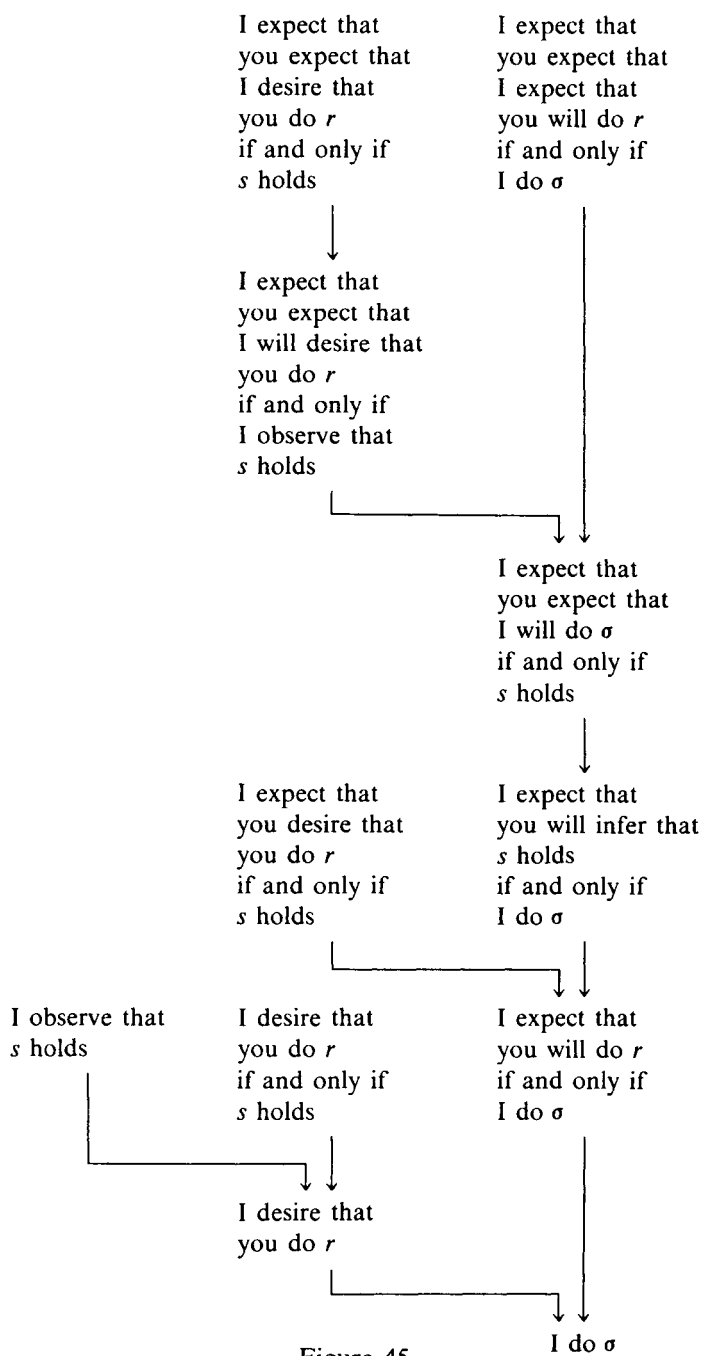 I expect that
you expect that
I desire that
you do r
if and only if
s holds
I expect that
you expect that
I expect that
you will do r
if and only if
I do σ
I expect that
you expect that
I will desire that
you do r
if and only if
I observe that
s holds
I expect that
you expect that
I will do σ
if and only if
s holds
I expect that
you desire that
you do r
if and only if
s holds
I expect that
you will infer that
s holds
if and only if
I do σ
I observe that
s holds
I desire that
you do r
if and only if
s holds
I expect that
you will do r
if and only if
I do σ
I desire that
you do r
I do σ
Figure 45